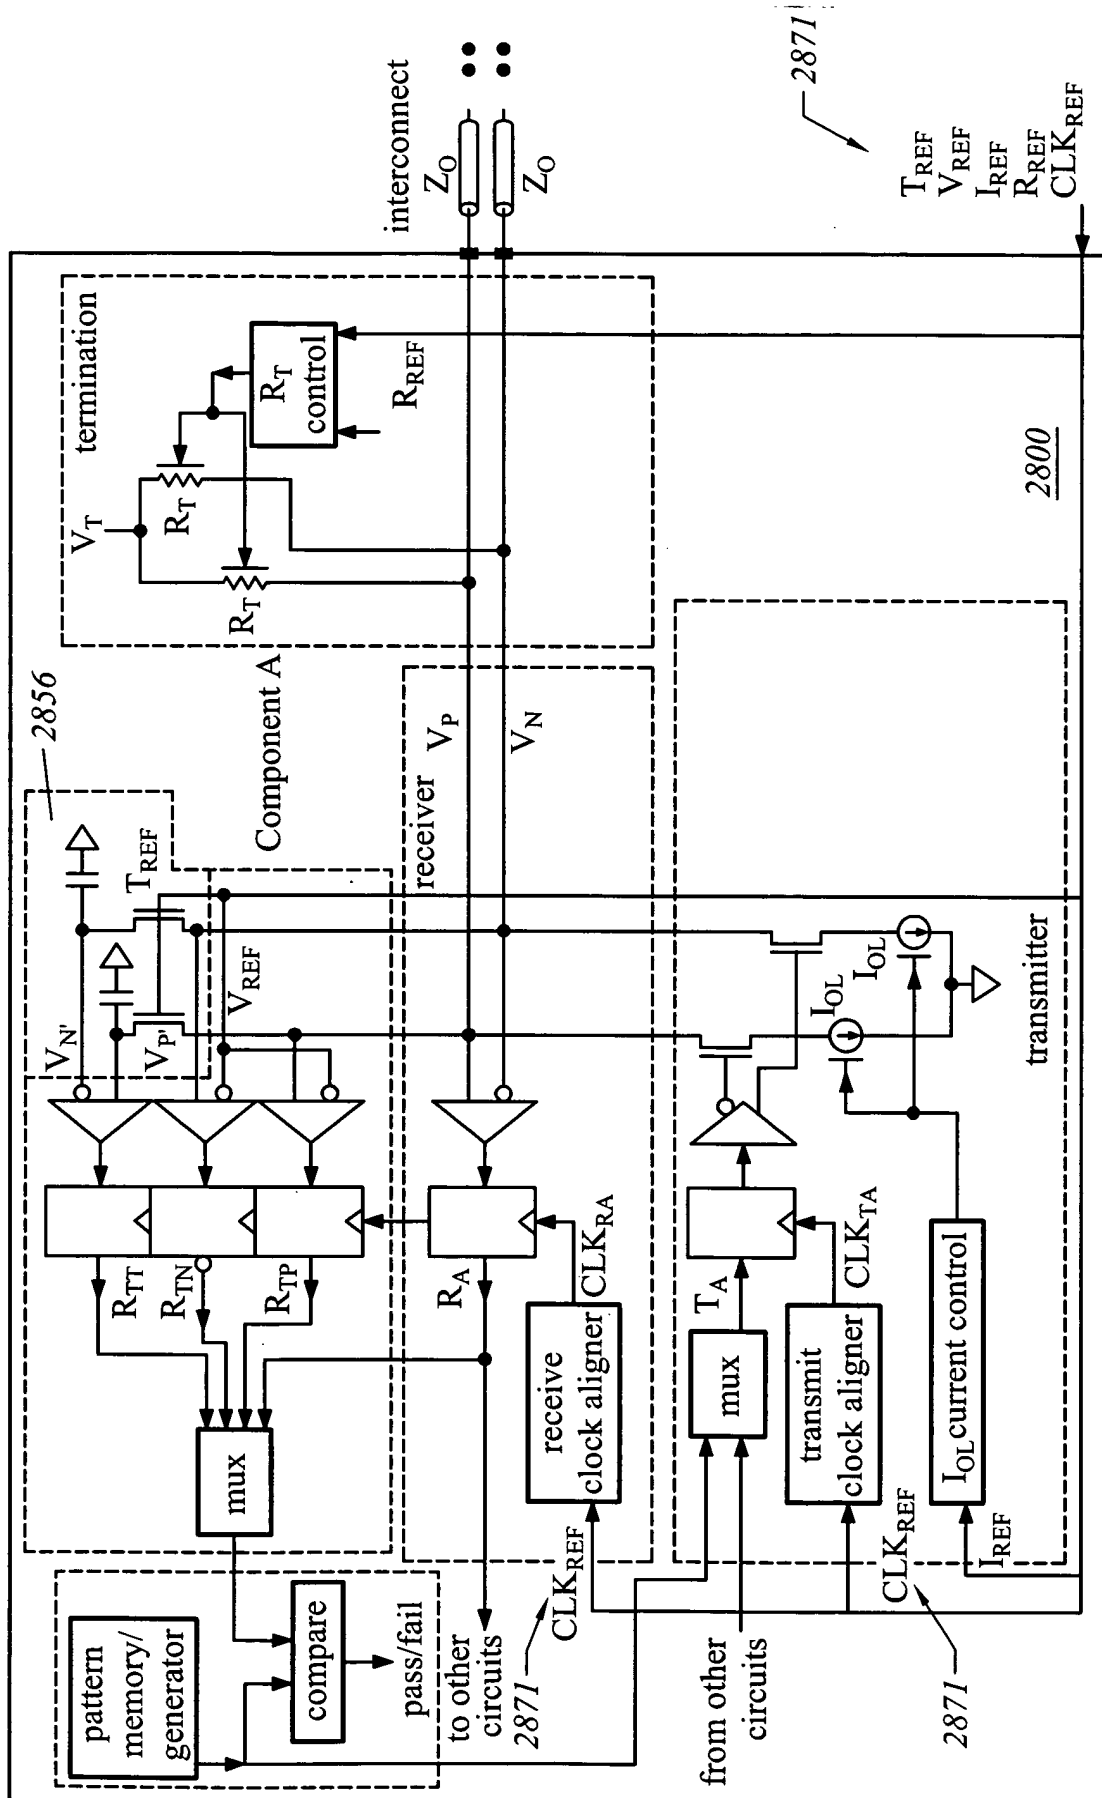 pattern
memory/
generator
compare
pass/fail
mux
R_TT
R_TN
R_TP
V_N'
V_P'
V_REF
T_REF
2856
Component A
termination
V_T
R_T
R_T
R_T
control
R_REF
interconnect
Z_O
Z_O
receiver
V_P
V_N
R_A
CLK_RA
receive
clock aligner
to other
circuits
2871
CLK_REF
from other
circuits
mux
T_A
transmit
clock aligner
CLK_TA
CLK_REF
2871
I_OL current control
I_REF
I_OL
I_OL
transmitter
2800
T_REF
V_REF
I_REF
R_REF
CLK_REF
2871